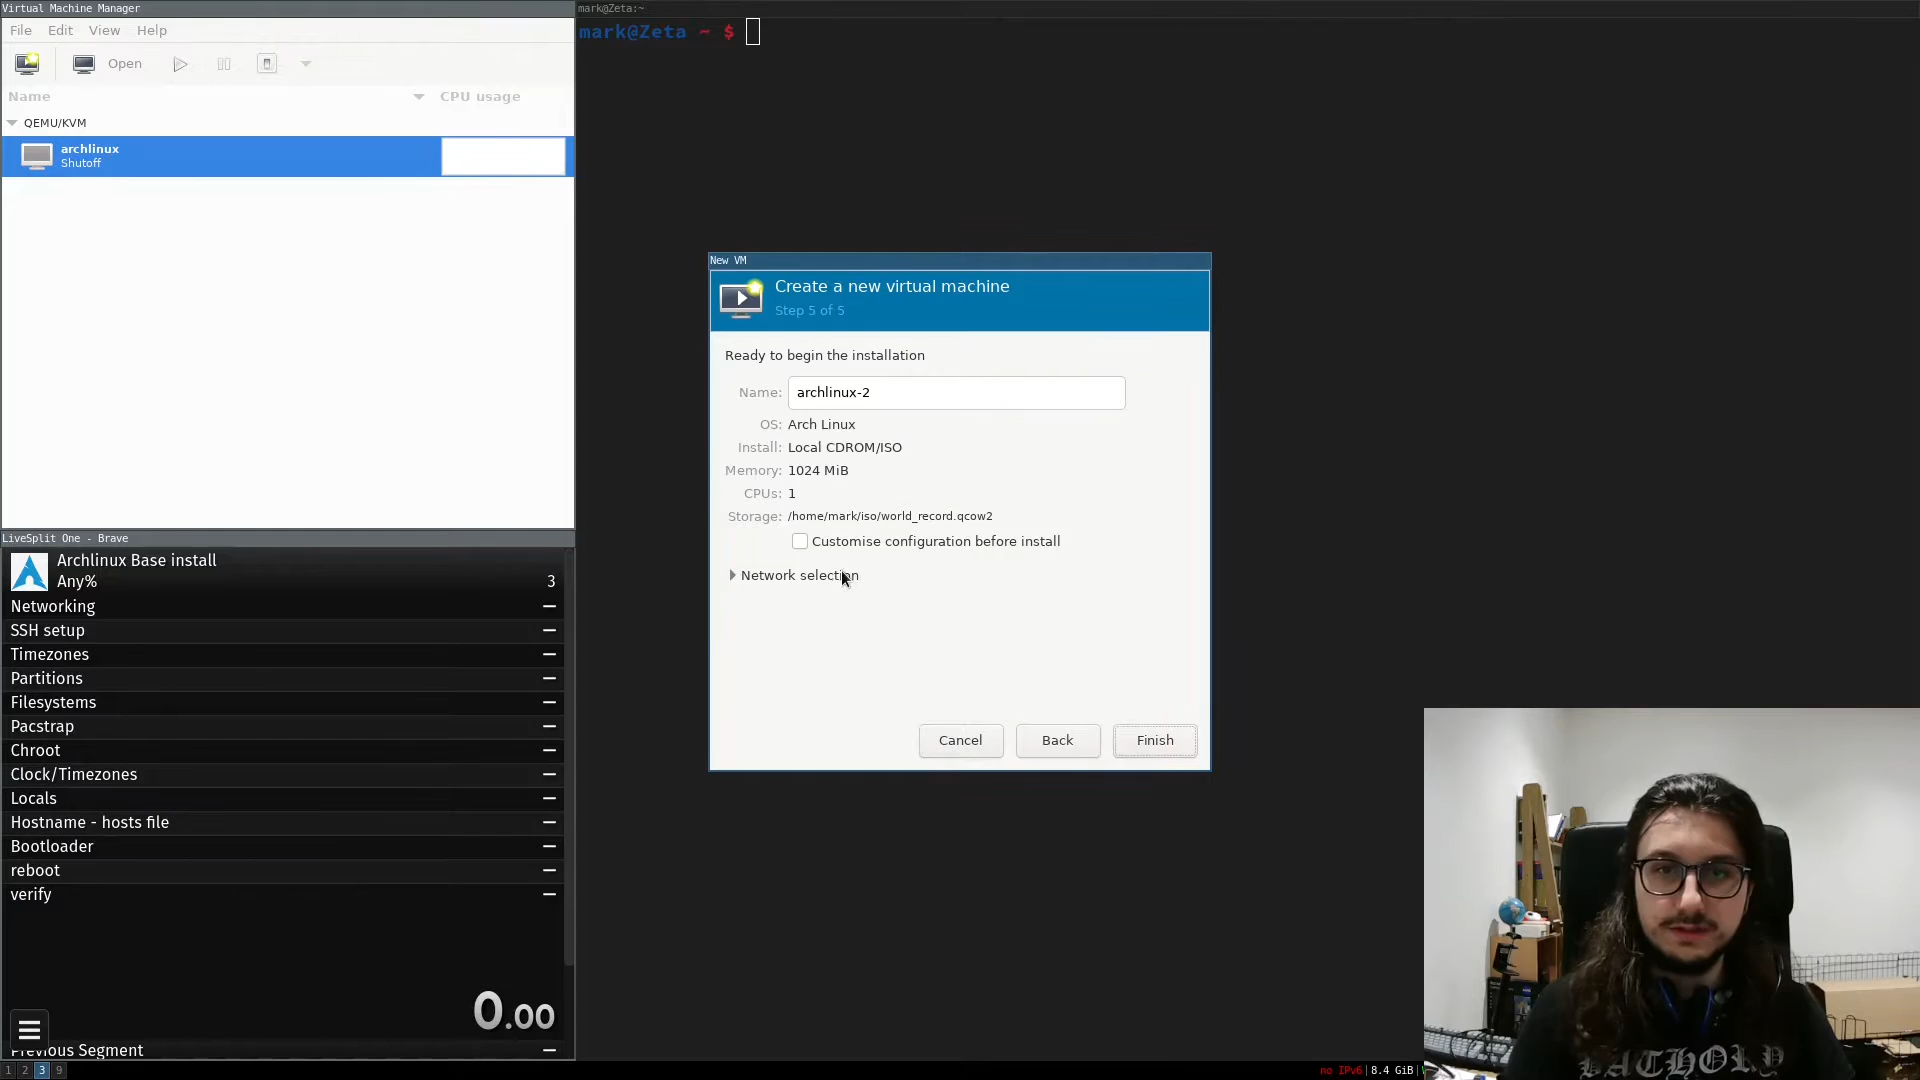 Virtual Machine Manager
File Edit View Help
Open
Name CPU usage
QEMU/KVM
archlinux
Shutoff
mark@Zeta:~
mark@Zeta ~ $
New VM
Create a new virtual machine
Step 5 of 5
Ready to begin the installation
Name: archlinux-2
OS: Arch Linux
Install: Local CDROM/ISO
Memory: 1024 MiB
CPUs: 1
Storage: /home/mark/iso/world_record.qcow2
Customise configuration before install
Network selection
Cancel Back Finish
LiveSplit One - Brave
Archlinux Base install
Any% 3
Networking —
SSH setup —
Timezones —
Partitions —
Filesystems —
Pacstrap —
Chroot —
Clock/Timezones —
Locals —
Hostname - hosts file —
Bootloader —
reboot —
verify —
0.00
Previous Segment —
1 2 3 9
no IPv6|8.4 GiB|